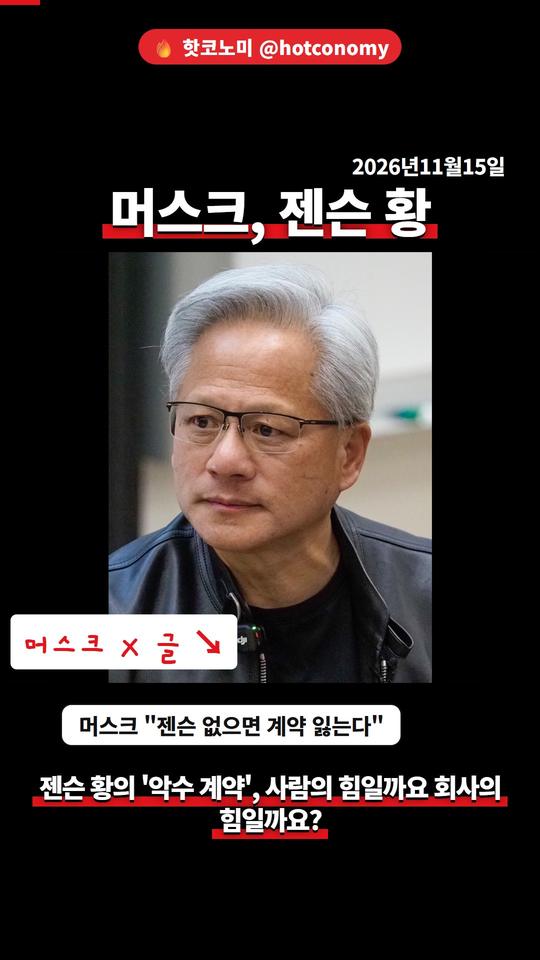 🔥 핫코노미 @hotconomy
2026년11월15일
머스크, 젠슨 황
dji
머스크 X 글 ↘
머스크 "젠슨 없으면 계약 잃는다"
젠슨 황의 '악수 계약', 사람의 힘일까요 회사의
힘일까요?